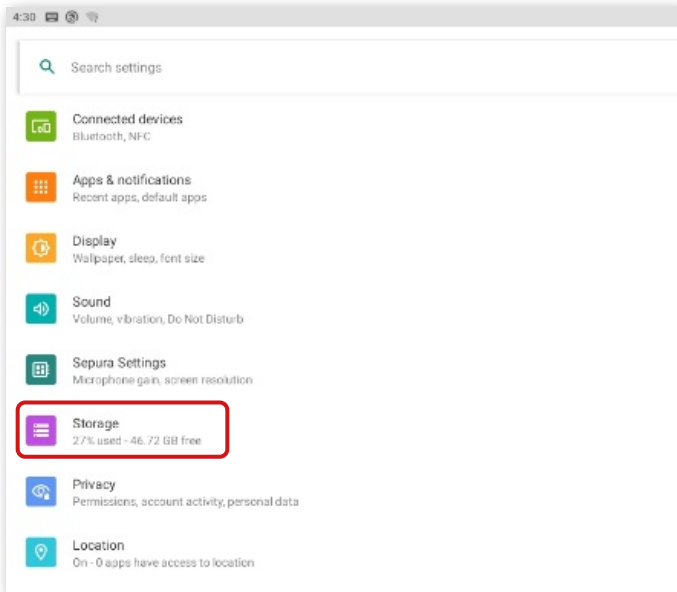 4:30
Search settings
Connected devices
Bluetooth, NFC
Apps & notifications
Recent apps, default apps
Display
Wallpaper, sleep, font size
Sound
Volume, vibration, Do Not Disturb
Sepura Settings
Microphone gain, screen resolution
Storage
27% used - 46.72 GB free
Privacy
Permissions, account activity, personal data
Location
On - 0 apps have access to location